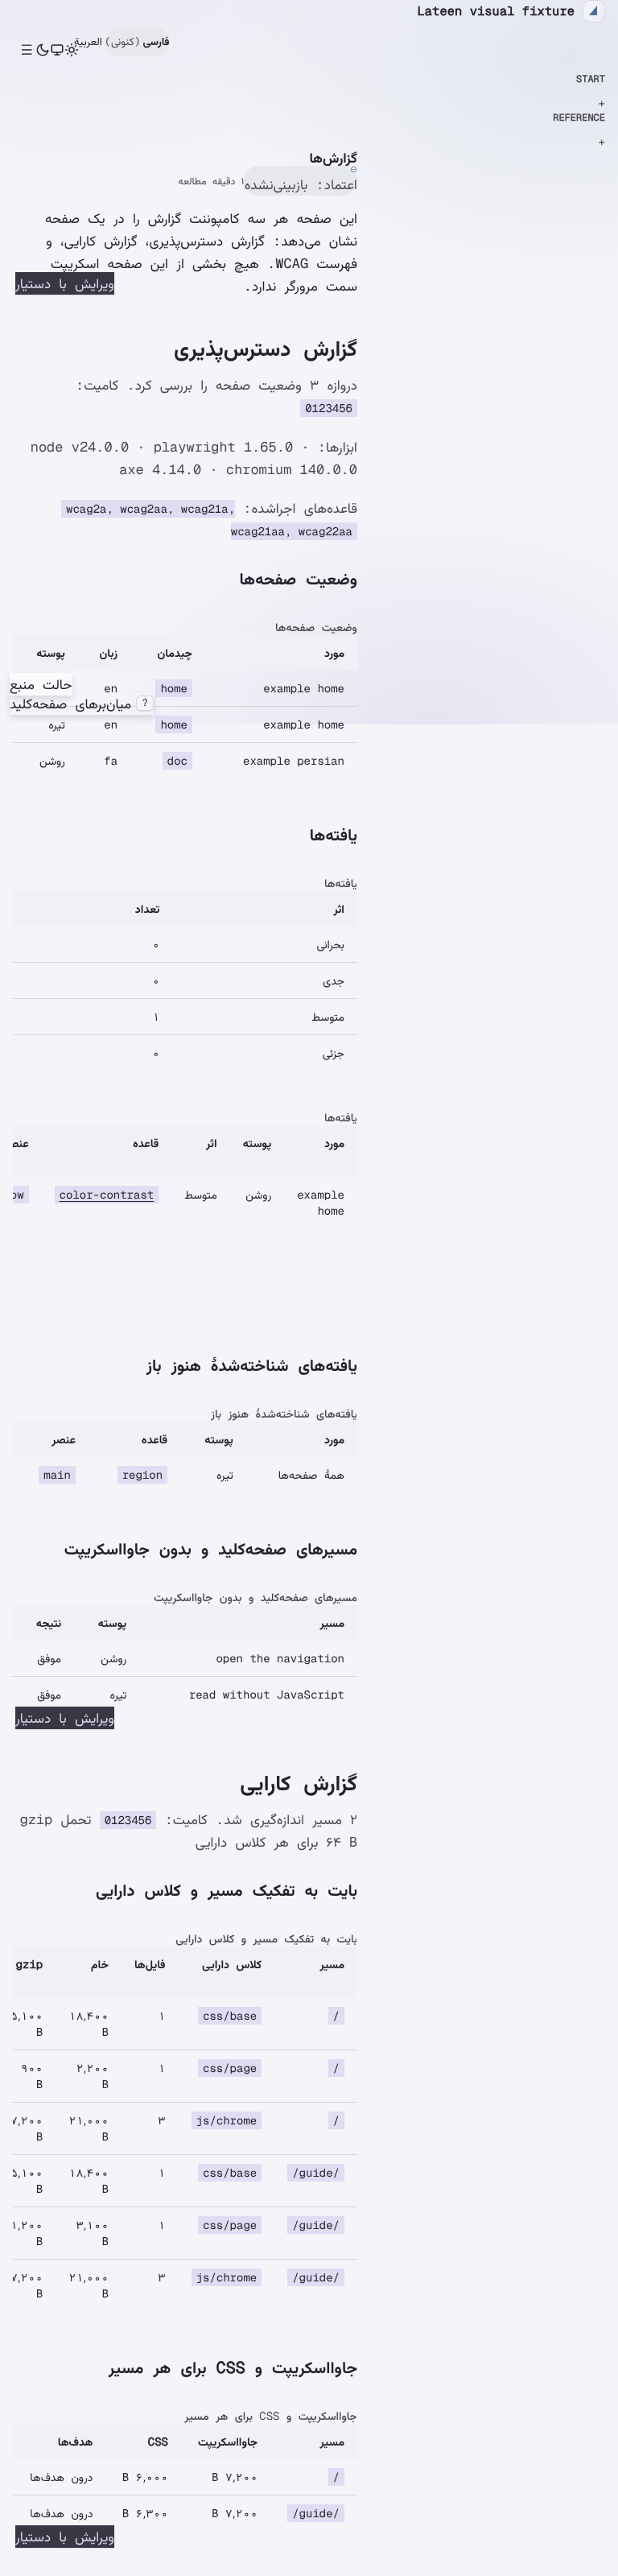 Lateen visual fixture
فارسی (کنونی) العربية
START
+
REFERENCE
+
گزارش‌ها
اعتماد: بازبینی‌نشده
۱ دقیقه مطالعه
این صفحه هر سه کامپوننت گزارش را در یک صفحه
نشان می‌دهد: گزارش دسترس‌پذیری، گزارش کارایی، و
فهرست WCAG. هیچ بخشی از این صفحه اسکریپت
سمت مرورگر ندارد.
ویرایش با دستیار
گزارش دسترس‌پذیری
دروازه ۳ وضعیت صفحه را بررسی کرد. کامیت:
0123456
ابزارها: node v24.0.0 · playwright 1.65.0 ·
axe 4.14.0 · chromium 140.0.0
قاعده‌های اجراشده: wcag2a, wcag2aa, wcag21a,
wcag21aa, wcag22aa
وضعیت صفحه‌ها
وضعیت صفحه‌ها
مورد چیدمان زبان پوسته
example home home en
حالت منبع
میان‌برهای صفحه‌کلید ?
example home home en تیره
example persian doc fa روشن
یافته‌ها
یافته‌ها
اثر تعداد
بحرانی ۰
جدی ۰
متوسط ۱
جزئی ۰
یافته‌ها
مورد پوسته اثر قاعده
example home روشن متوسط color-contrast
یافته‌های شناخته‌شدهٔ هنوز باز
یافته‌های شناخته‌شدهٔ هنوز باز
مورد پوسته قاعده عنصر
همهٔ صفحه‌ها تیره region main
مسیرهای صفحه‌کلید و بدون جاوااسکریپت
مسیرهای صفحه‌کلید و بدون جاوااسکریپت
مسیر پوسته نتیجه
open the navigation روشن موفق
read without JavaScript تیره موفق
ویرایش با دستیار
گزارش کارایی
۲ مسیر اندازه‌گیری شد. کامیت: 0123456 تحمل gzip
۶۴ B برای هر کلاس دارایی
بایت به تفکیک مسیر و کلاس دارایی
بایت به تفکیک مسیر و کلاس دارایی
مسیر کلاس دارایی فایل‌ها خام gzip
/ css/base ۱ ۱۸٬۴۰۰ B ۵٬۱۰۰ B
/ css/page ۱ ۲٬۲۰۰ B ۹۰۰ B
/ js/chrome ۳ ۲۱٬۰۰۰ B ۷٬۲۰۰ B
/guide/ css/base ۱ ۱۸٬۴۰۰ B ۵٬۱۰۰ B
/guide/ css/page ۱ ۳٬۱۰۰ B ۱٬۲۰۰ B
/guide/ js/chrome ۳ ۲۱٬۰۰۰ B ۷٬۲۰۰ B
جاوااسکریپت و CSS برای هر مسیر
جاوااسکریپت و CSS برای هر مسیر
مسیر جاوااسکریپت CSS هدف‌ها
/ ۷٬۲۰۰ B ۶٬۰۰۰ B درون هدف‌ها
/guide/ ۷٬۲۰۰ B ۶٬۳۰۰ B درون هدف‌ها
ویرایش با دستیار